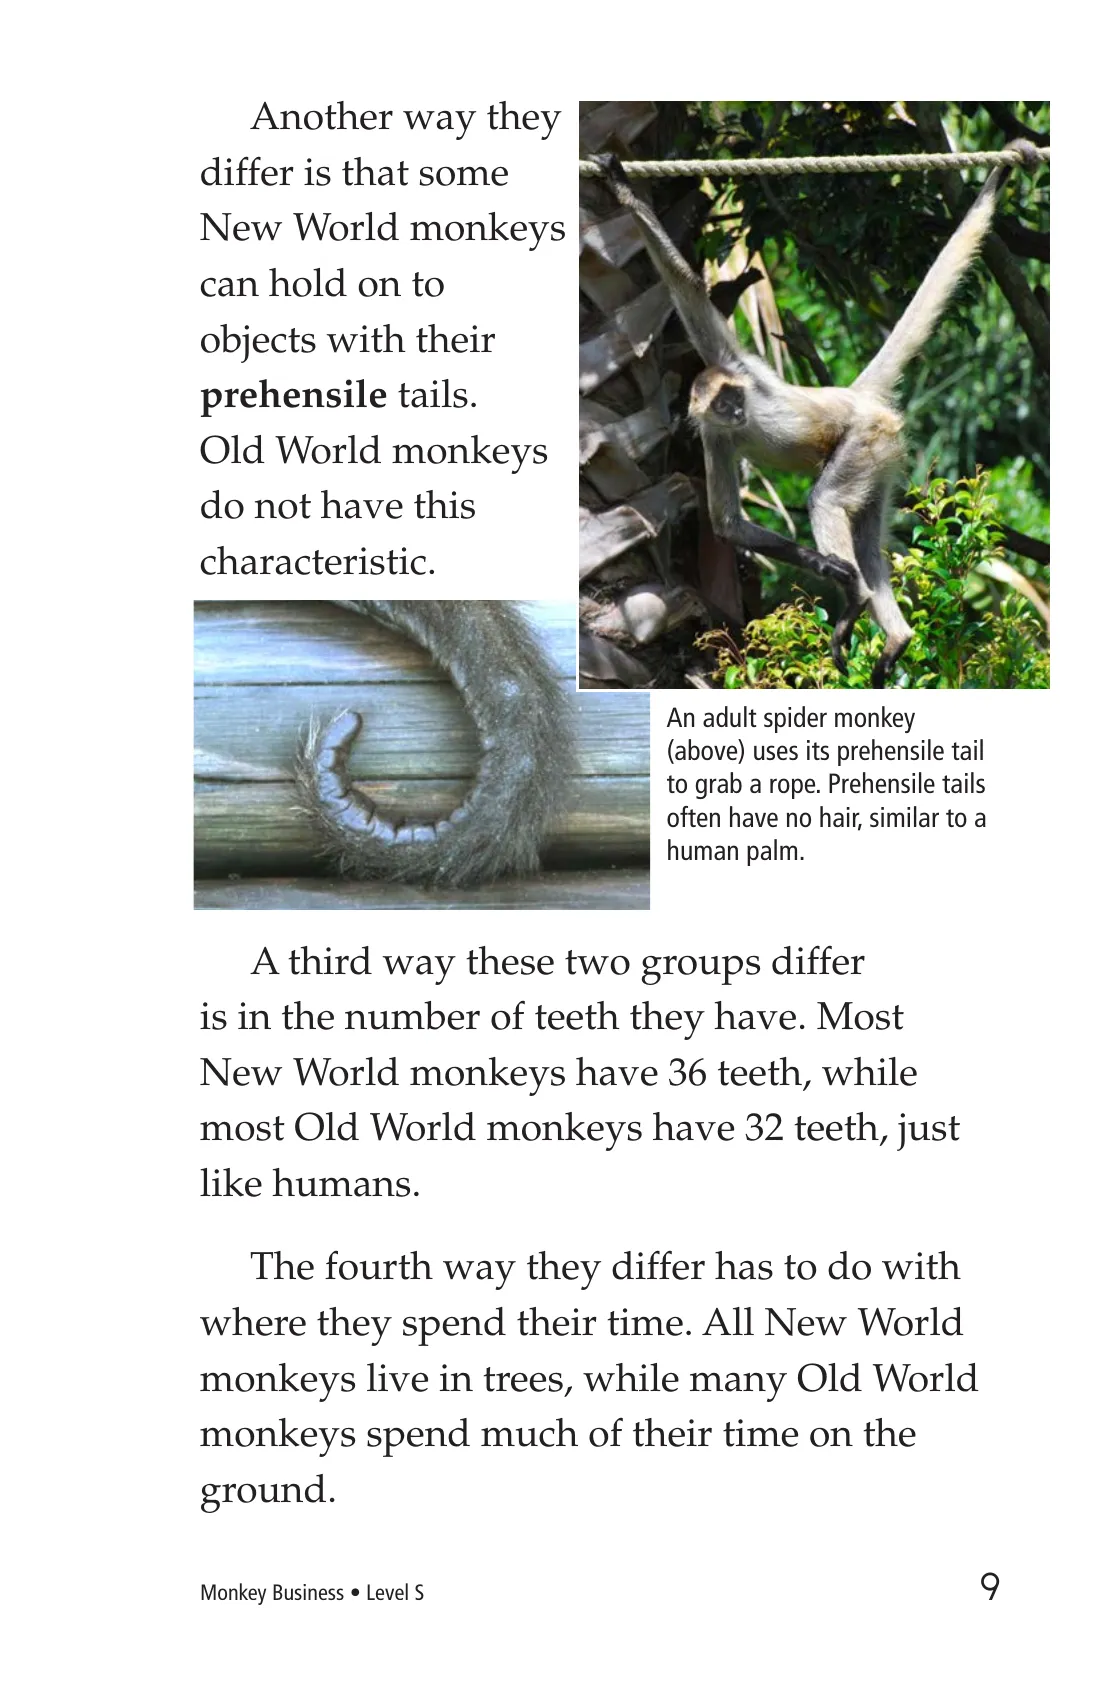 Another way they
differ is that some
New World monkeys
can hold on to
objects with their
prehensile tails.
Old World monkeys
do not have this
characteristic.
An adult spider monkey
(above) uses its prehensile tail
to grab a rope. Prehensile tails
often have no hair, similar to a
human palm.
A third way these two groups differ
is in the number of teeth they have. Most
New World monkeys have 36 teeth, while
most Old World monkeys have 32 teeth, just
like humans.
The fourth way they differ has to do with
where they spend their time. All New World
monkeys live in trees, while many Old World
monkeys spend much of their time on the
ground.
Monkey Business • Level S
9